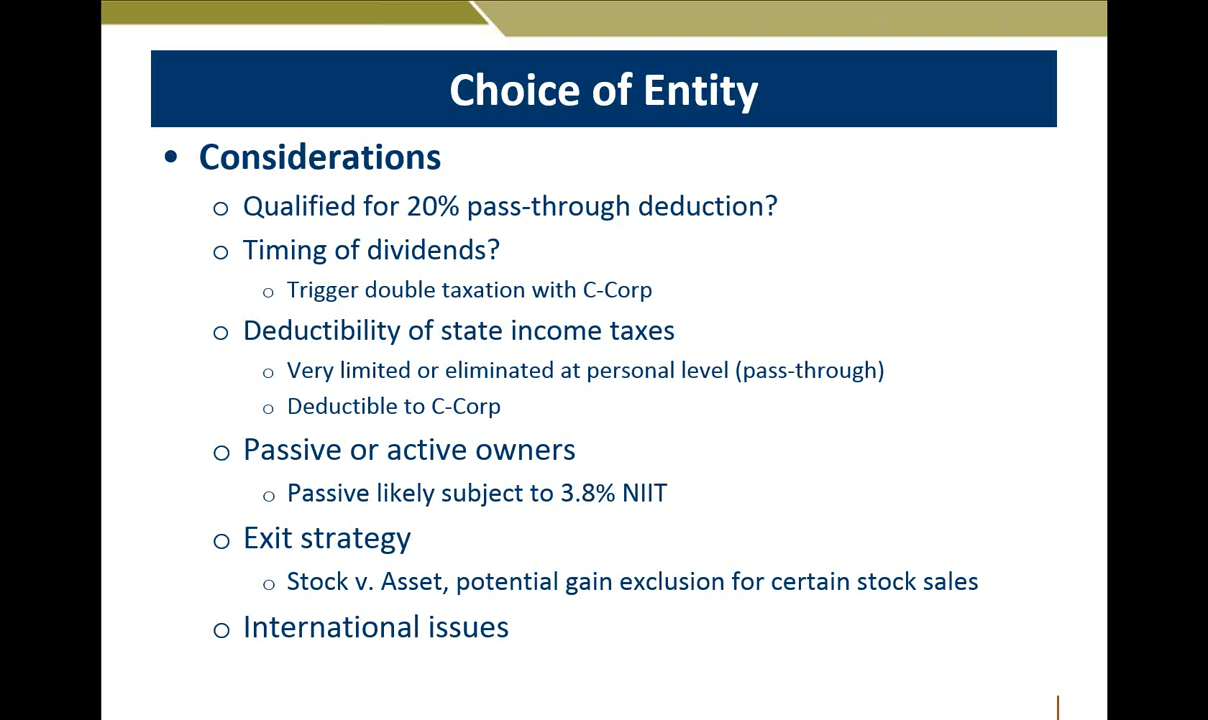 Choice of Entity
• Considerations
o Qualified for 20% pass-through deduction?
o Timing of dividends?
o Trigger double taxation with C-Corp
o Deductibility of state income taxes
o Very limited or eliminated at personal level (pass-through)
o Deductible to C-Corp
o Passive or active owners
o Passive likely subject to 3.8% NIIT
o Exit strategy
o Stock v. Asset, potential gain exclusion for certain stock sales
o International issues